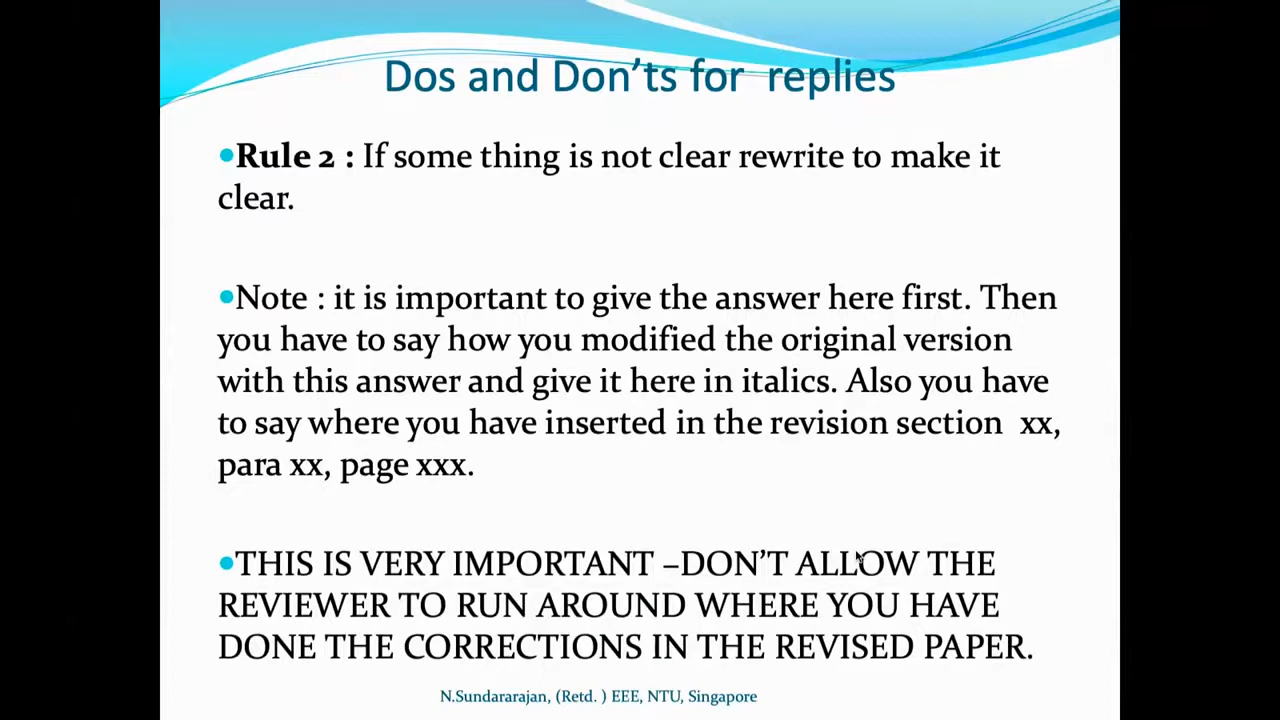 Dos and Don'ts for replies
•Rule 2 : If some thing is not clear rewrite to make it
clear.
•Note : it is important to give the answer here first. Then
you have to say how you modified the original version
with this answer and give it here in italics. Also you have
to say where you have inserted in the revision section xx,
para xx, page xxx.
•THIS IS VERY IMPORTANT –DON'T ALLOW THE
REVIEWER TO RUN AROUND WHERE YOU HAVE
DONE THE CORRECTIONS IN THE REVISED PAPER.
N.Sundararajan, (Retd. ) EEE, NTU, Singapore